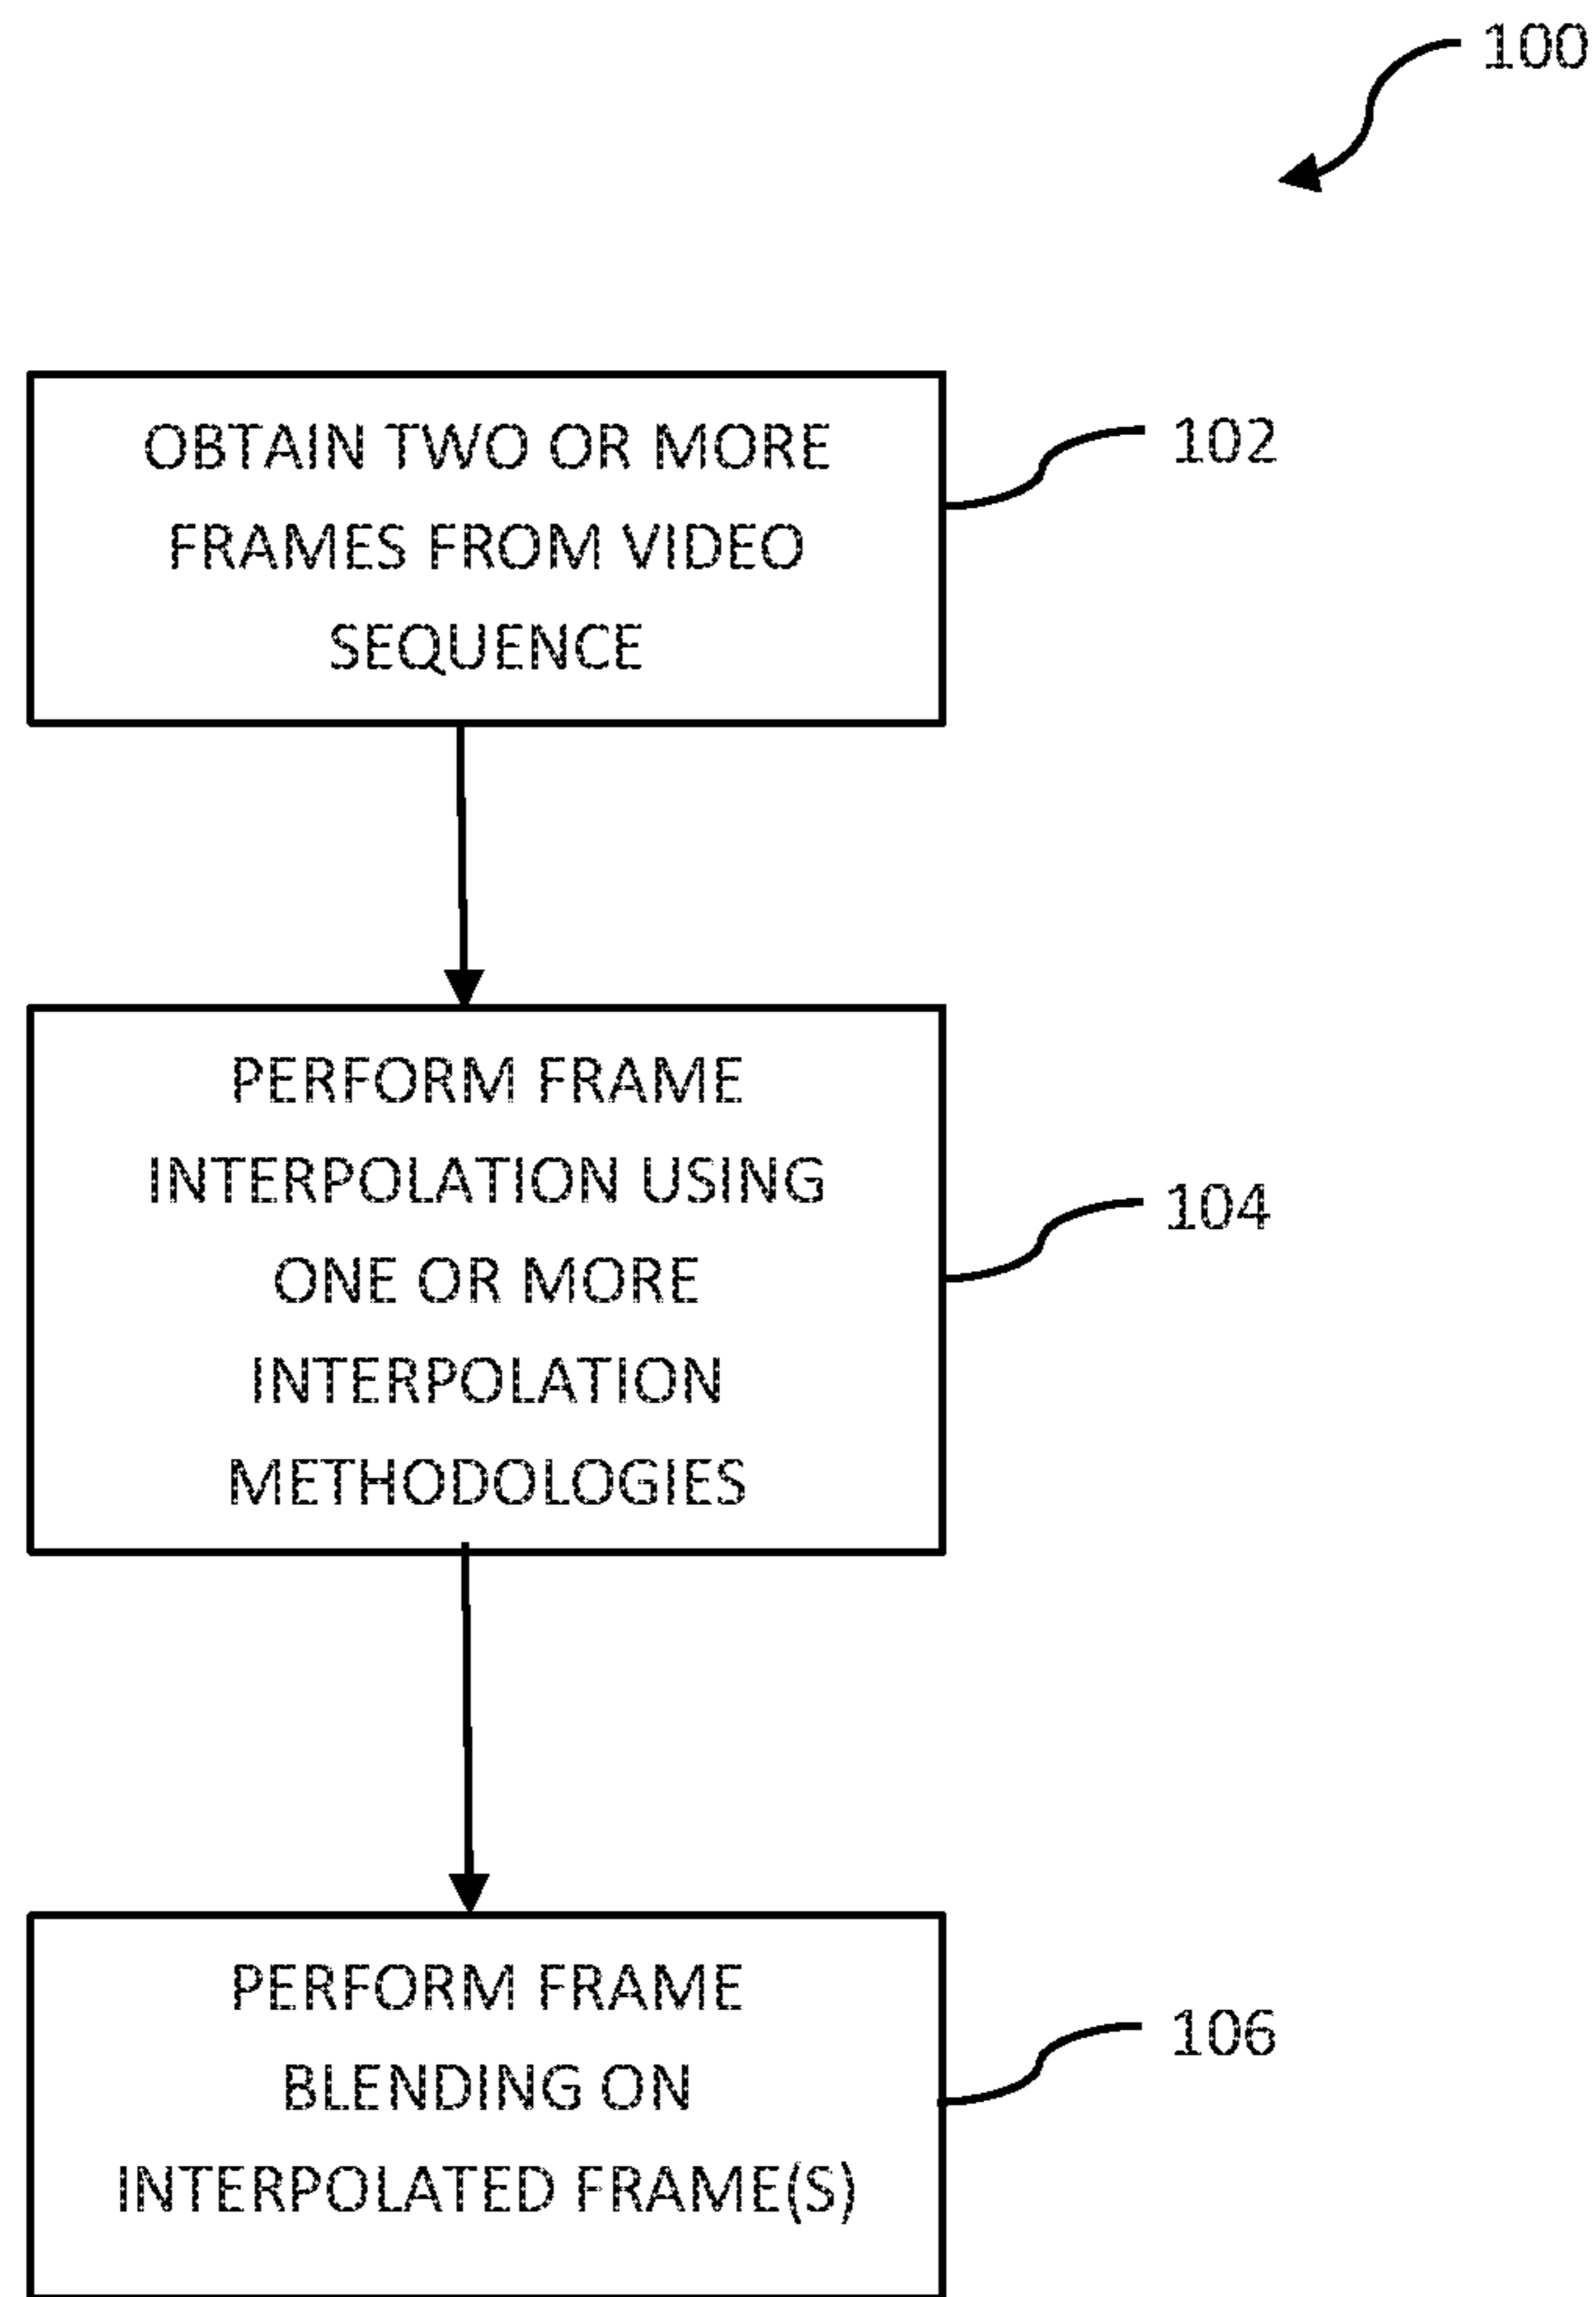 100
OBTAIN TWO OR MORE
FRAMES FROM VIDEO
SEQUENCE
102
PERFORM FRAME
INTERPOLATION USING
ONE OR MORE
INTERPOLATION
METHODOLOGIES
104
PERFORM FRAME
BLENDING ON
INTERPOLATED FRAME(S)
106